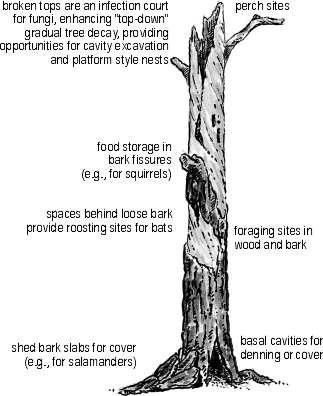 broken tops are an infection court
for fungi, enhancing "top-down"
gradual tree decay, providing
opportunities for cavity excavation
and platform style nests
perch sites
food storage in
bark fissures
(e.g., for squirrels)
spaces behind loose bark
provide roosting sites for bats
foraging sites in
wood and bark
shed bark slabs for cover
(e.g., for salamanders)
basal cavities for
denning or cover